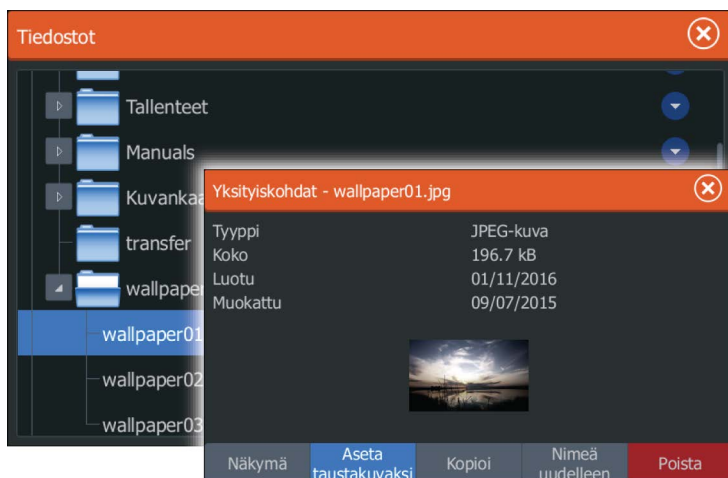 Tiedostot
Tallenteet
Manuals
Kuvankaa
transfer
wallpaper
wallpaper01
wallpaper02
wallpaper03
Yksityiskohdat - wallpaper01.jpg
Tyyppi JPEG-kuva
Koko 196.7 kB
Luotu 01/11/2016
Muokattu 09/07/2015
Näkymä
Aseta
taustakuvaksi
Kopioi
Nimeä
uudelleen
Poista